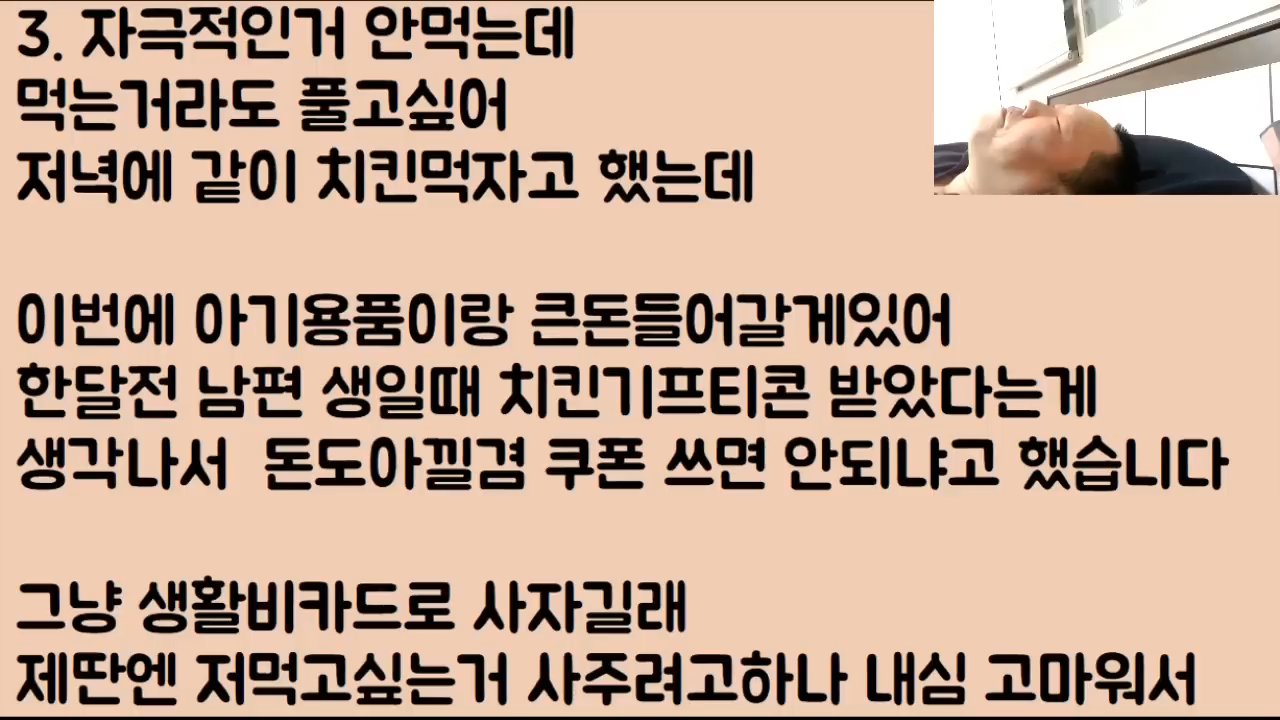 3. 자극적인거 안먹는데
먹는거라도 풀고싶어
저녁에 같이 치킨먹자고 했는데
이번에 아기용품이랑 큰돈들어갈게있어
한달전 남편 생일때 치킨기프티콘 받았다는게
생각나서 돈도아낄겸 쿠폰 쓰면 안되냐고 했습니다
그냥 생활비카드로 사자길래
제딴엔 저먹고싶는거 사주려고하나 내심 고마워서